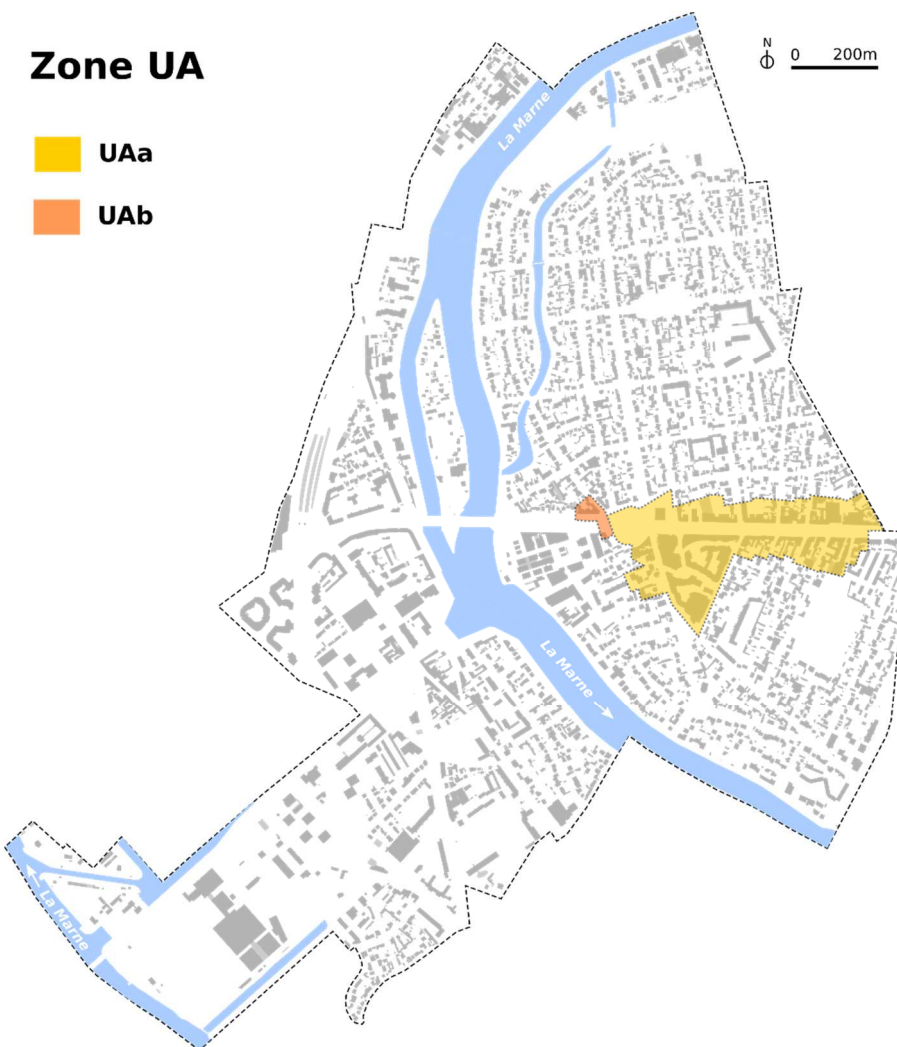 Zone UA
UAa
UAb
N
0 200m
La Marne
La Marne →
← La Marne